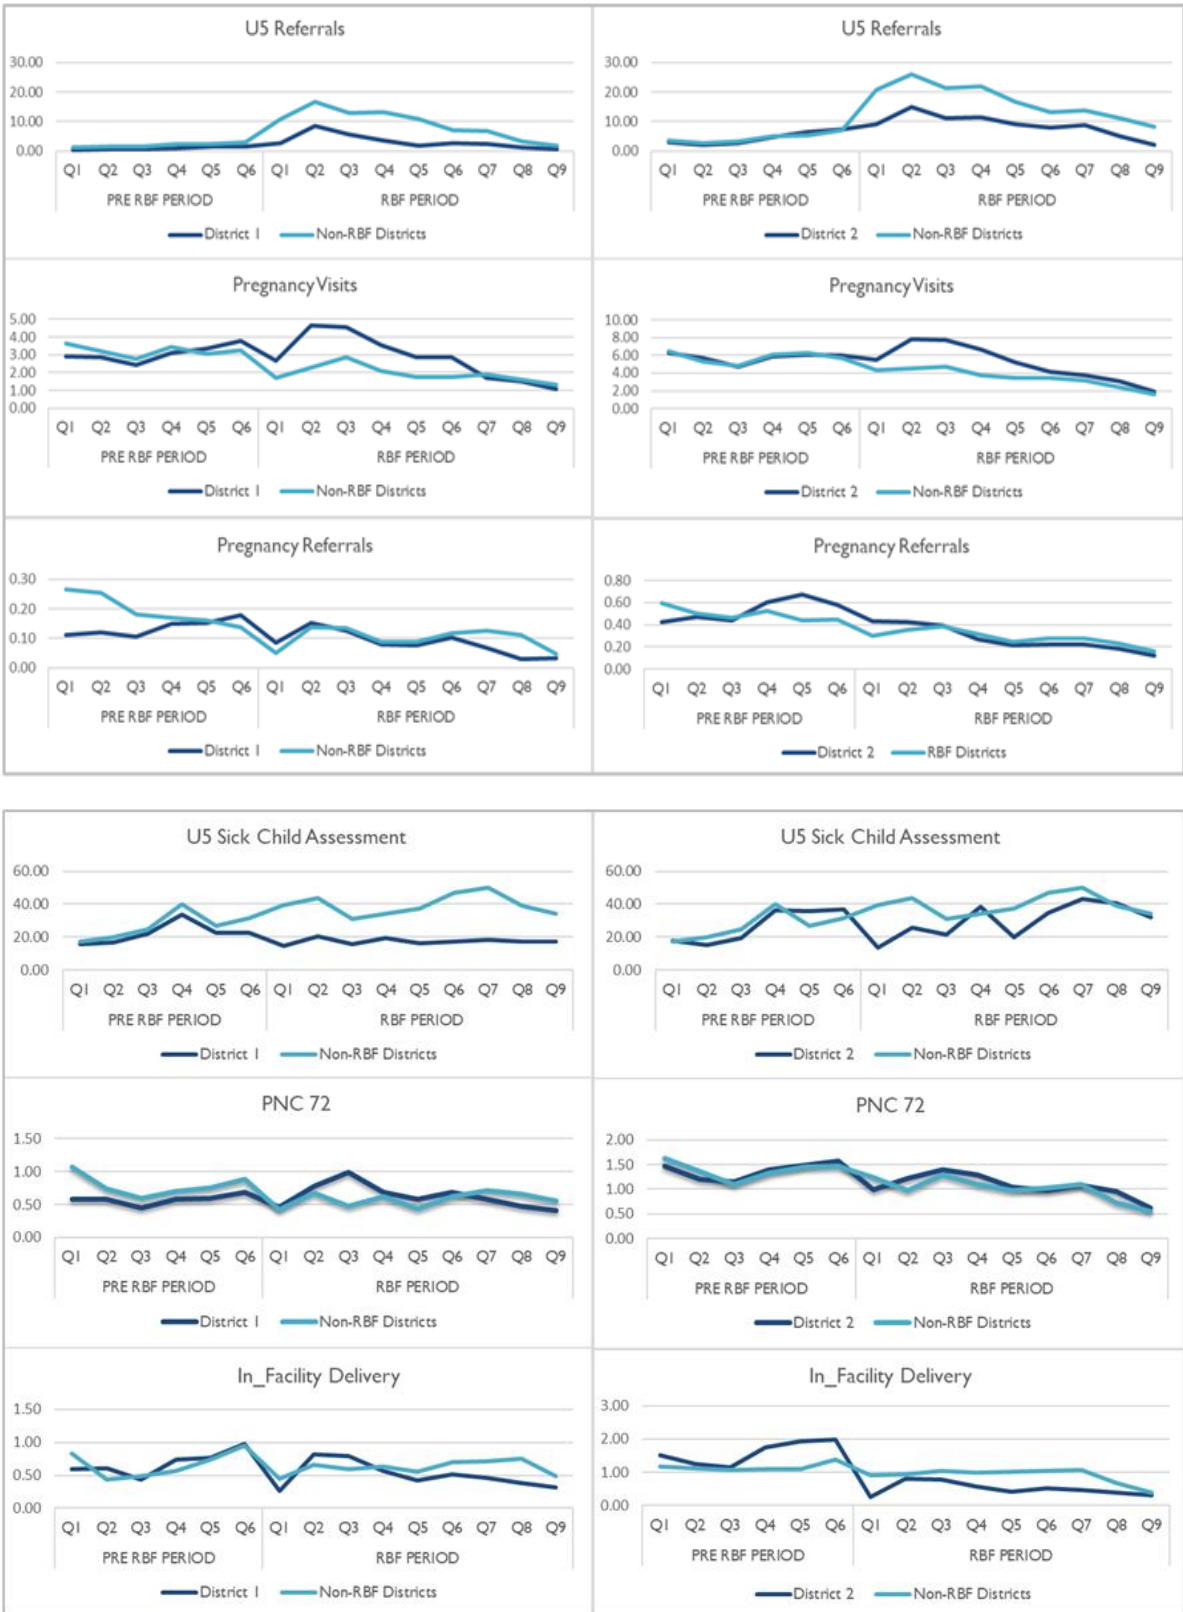 U5 Referrals
30.00
20.00
10.00
0.00
Q1 Q2 Q3 Q4 Q5 Q6 Q1 Q2 Q3 Q4 Q5 Q6 Q7 Q8 Q9
PRE RBF PERIOD RBF PERIOD
District 1 Non-RBF Districts
U5 Referrals
30.00
20.00
10.00
0.00
Q1 Q2 Q3 Q4 Q5 Q6 Q1 Q2 Q3 Q4 Q5 Q6 Q7 Q8 Q9
PRE RBF PERIOD RBF PERIOD
District 2 Non-RBF Districts
Pregnancy Visits
5.00
4.00
3.00
2.00
1.00
0.00
Q1 Q2 Q3 Q4 Q5 Q6 Q1 Q2 Q3 Q4 Q5 Q6 Q7 Q8 Q9
PRE RBF PERIOD RBF PERIOD
District 1 Non-RBF Districts
Pregnancy Visits
10.00
8.00
6.00
4.00
2.00
0.00
Q1 Q2 Q3 Q4 Q5 Q6 Q1 Q2 Q3 Q4 Q5 Q6 Q7 Q8 Q9
PRE RBF PERIOD RBF PERIOD
District 2 Non-RBF Districts
Pregnancy Referrals
0.30
0.20
0.10
0.00
Q1 Q2 Q3 Q4 Q5 Q6 Q1 Q2 Q3 Q4 Q5 Q6 Q7 Q8 Q9
PRE RBF PERIOD RBF PERIOD
District 1 Non-RBF Districts
Pregnancy Referrals
0.80
0.60
0.40
0.20
0.00
Q1 Q2 Q3 Q4 Q5 Q6 Q1 Q2 Q3 Q4 Q5 Q6 Q7 Q8 Q9
PRE RBF PERIOD RBF PERIOD
District 2 RBF Districts
U5 Sick Child Assessment
60.00
40.00
20.00
0.00
Q1 Q2 Q3 Q4 Q5 Q6 Q1 Q2 Q3 Q4 Q5 Q6 Q7 Q8 Q9
PRE RBF PERIOD RBF PERIOD
District 1 Non-RBF Districts
U5 Sick Child Assessment
60.00
40.00
20.00
0.00
Q1 Q2 Q3 Q4 Q5 Q6 Q1 Q2 Q3 Q4 Q5 Q6 Q7 Q8 Q9
PRE RBF PERIOD RBF PERIOD
District 2 Non-RBF Districts
PNC 72
1.50
1.00
0.50
0.00
Q1 Q2 Q3 Q4 Q5 Q6 Q1 Q2 Q3 Q4 Q5 Q6 Q7 Q8 Q9
PRE RBF PERIOD RBF PERIOD
District 1 Non-RBF Districts
PNC 72
2.00
1.50
1.00
0.50
0.00
Q1 Q2 Q3 Q4 Q5 Q6 Q1 Q2 Q3 Q4 Q5 Q6 Q7 Q8 Q9
PRE RBF PERIOD RBF PERIOD
District 2 Non-RBF Districts
In_Facility Delivery
1.50
1.00
0.50
0.00
Q1 Q2 Q3 Q4 Q5 Q6 Q1 Q2 Q3 Q4 Q5 Q6 Q7 Q8 Q9
PRE RBF PERIOD RBF PERIOD
District 1 Non-RBF Districts
In_Facility Delivery
3.00
2.00
1.00
0.00
Q1 Q2 Q3 Q4 Q5 Q6 Q1 Q2 Q3 Q4 Q5 Q6 Q7 Q8 Q9
PRE RBF PERIOD RBF PERIOD
District 2 Non-RBF Districts